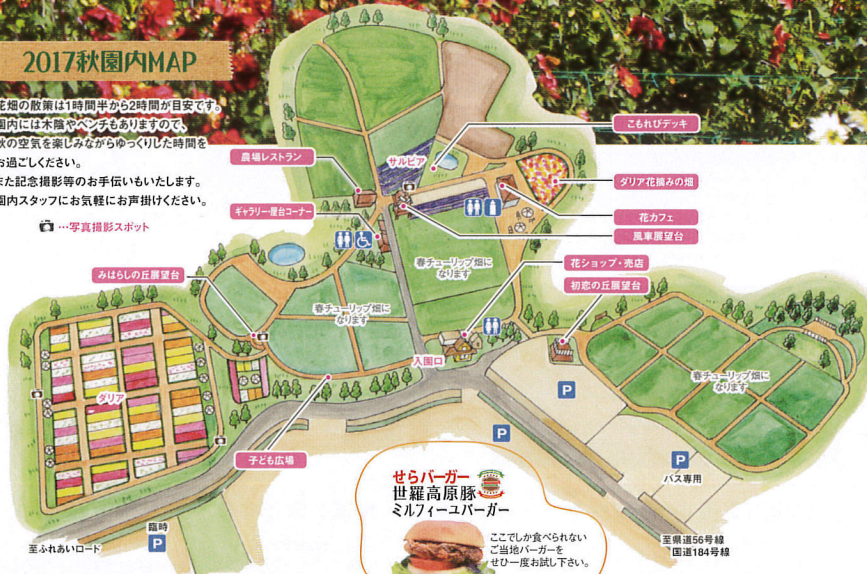 2017秋園内MAP
花畑の散策は1時間半から2時間が目安です。
園内には木陰やベンチもありますので、
秋の空気を楽しみながらゆっくりした時間を
お過ごしください。
また記念撮影等のお手伝いもいたします。
園内スタッフにお気軽にお声掛けください。
…写真撮影スポット
こもれびデッキ
サルビア
農場レストラン
ダリア花摘みの畑
ギャラリー・屋台コーナー
花カフェ
風車展望台
春チューリップ畑に
なります
花ショップ・売店
みはらしの丘展望台
初恋の丘展望台
春チューリップ畑に
なります
入園口
春チューリップ畑に
なります
ダリア
P
P
子ども広場
P
バス専用
せらバーガー
世羅高原豚
ミルフィーユバーガー
ここでしか食べられない
ご当地バーガーを
ぜひ一度お試し下さい。
臨時
P
至ふれあいロード
至県道56号線
国道184号線